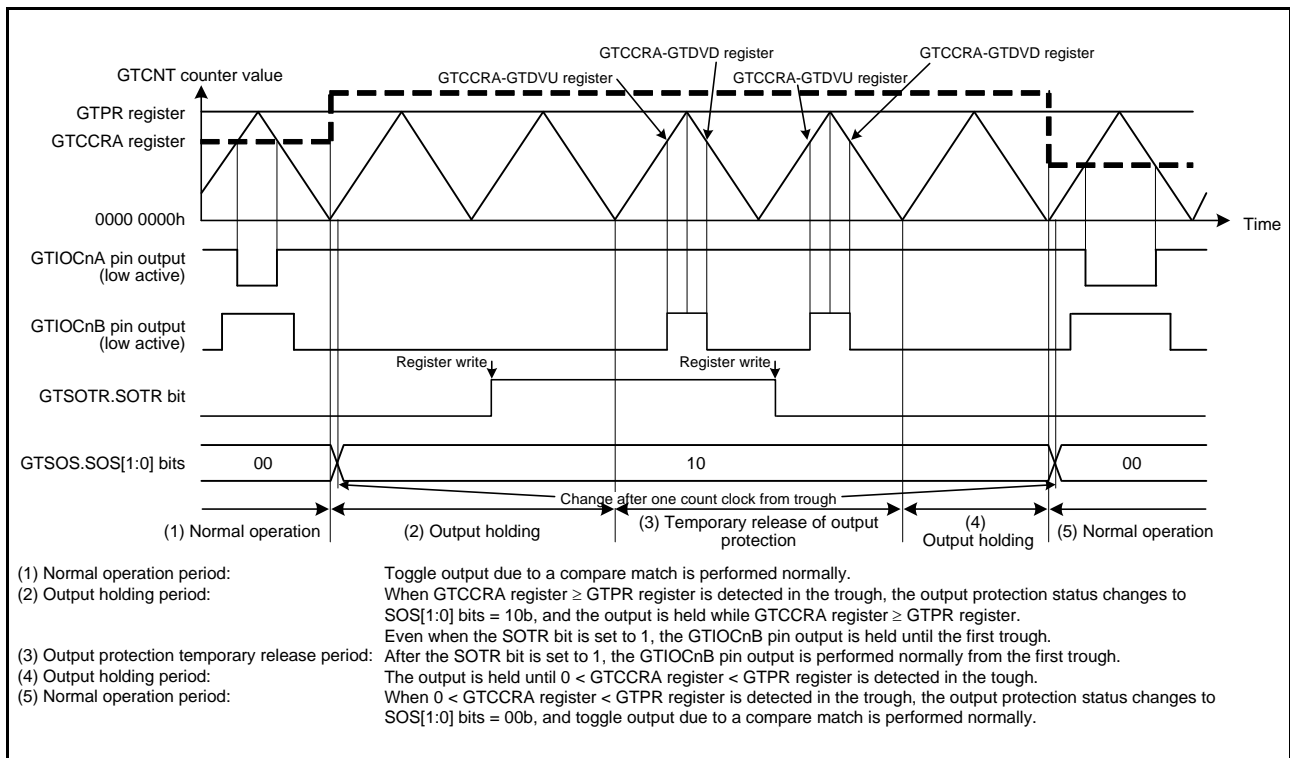 GTCCRA-GTDVD register
GTCCRA-GTDVD register
GTCNT counter value
GTCCRA-GTDVU register
GTCCRA-GTDVU register
GTPR register
GTCCRA register
0000 0000h
Time
GTIOCnA pin output
(low active)
GTIOCnB pin output
(low active)
Register write
Register write
GTSOTR.SOTR bit
GTSOS.SOS[1:0] bits
00
10
00
Change after one count clock from trough
(1) Normal operation
(2) Output holding
(3) Temporary release of output
protection
(4)
Output holding
(5) Normal operation
(1) Normal operation period: Toggle output due to a compare match is performed normally.
(2) Output holding period: When GTCCRA register ≥ GTPR register is detected in the trough, the output protection status changes to
SOS[1:0] bits = 10b, and the output is held while GTCCRA register ≥ GTPR register.
Even when the SOTR bit is set to 1, the GTIOCnB pin output is held until the first trough.
(3) Output protection temporary release period: After the SOTR bit is set to 1, the GTIOCnB pin output is performed normally from the first trough.
(4) Output holding period: The output is held until 0 < GTCCRA register < GTPR register is detected in the tough.
(5) Normal operation period: When 0 < GTCCRA register < GTPR register is detected in the trough, the output protection status changes to
SOS[1:0] bits = 00b, and toggle output due to a compare match is performed normally.